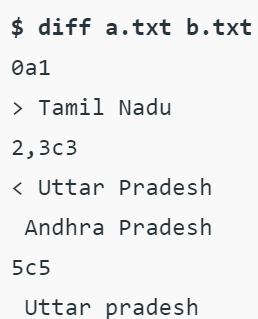 $ diff a.txt b.txt
0a1
> Tamil Nadu
2,3c3
< Uttar Pradesh
 Andhra Pradesh
5c5
 Uttar pradesh